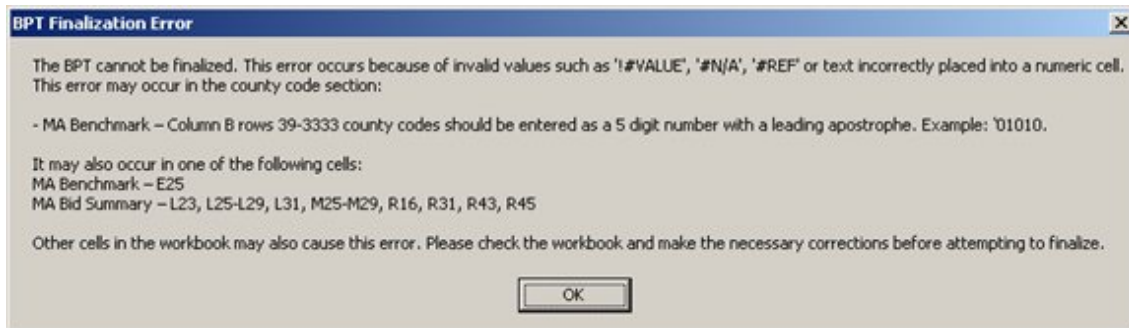 BPT Finalization Error
The BPT cannot be finalized. This error occurs because of invalid values such as '!#VALUE', '#N/A', '#REF' or text incorrectly placed into a numeric cell.
This error may occur in the county code section:
- MA Benchmark – Column B rows 39-3333 county codes should be entered as a 5 digit number with a leading apostrophe. Example: '01010.
It may also occur in one of the following cells:
MA Benchmark – E25
MA Bid Summary – L23, L25-L29, L31, M25-M29, R16, R31, R43, R45
Other cells in the workbook may also cause this error. Please check the workbook and make the necessary corrections before attempting to finalize.
OK